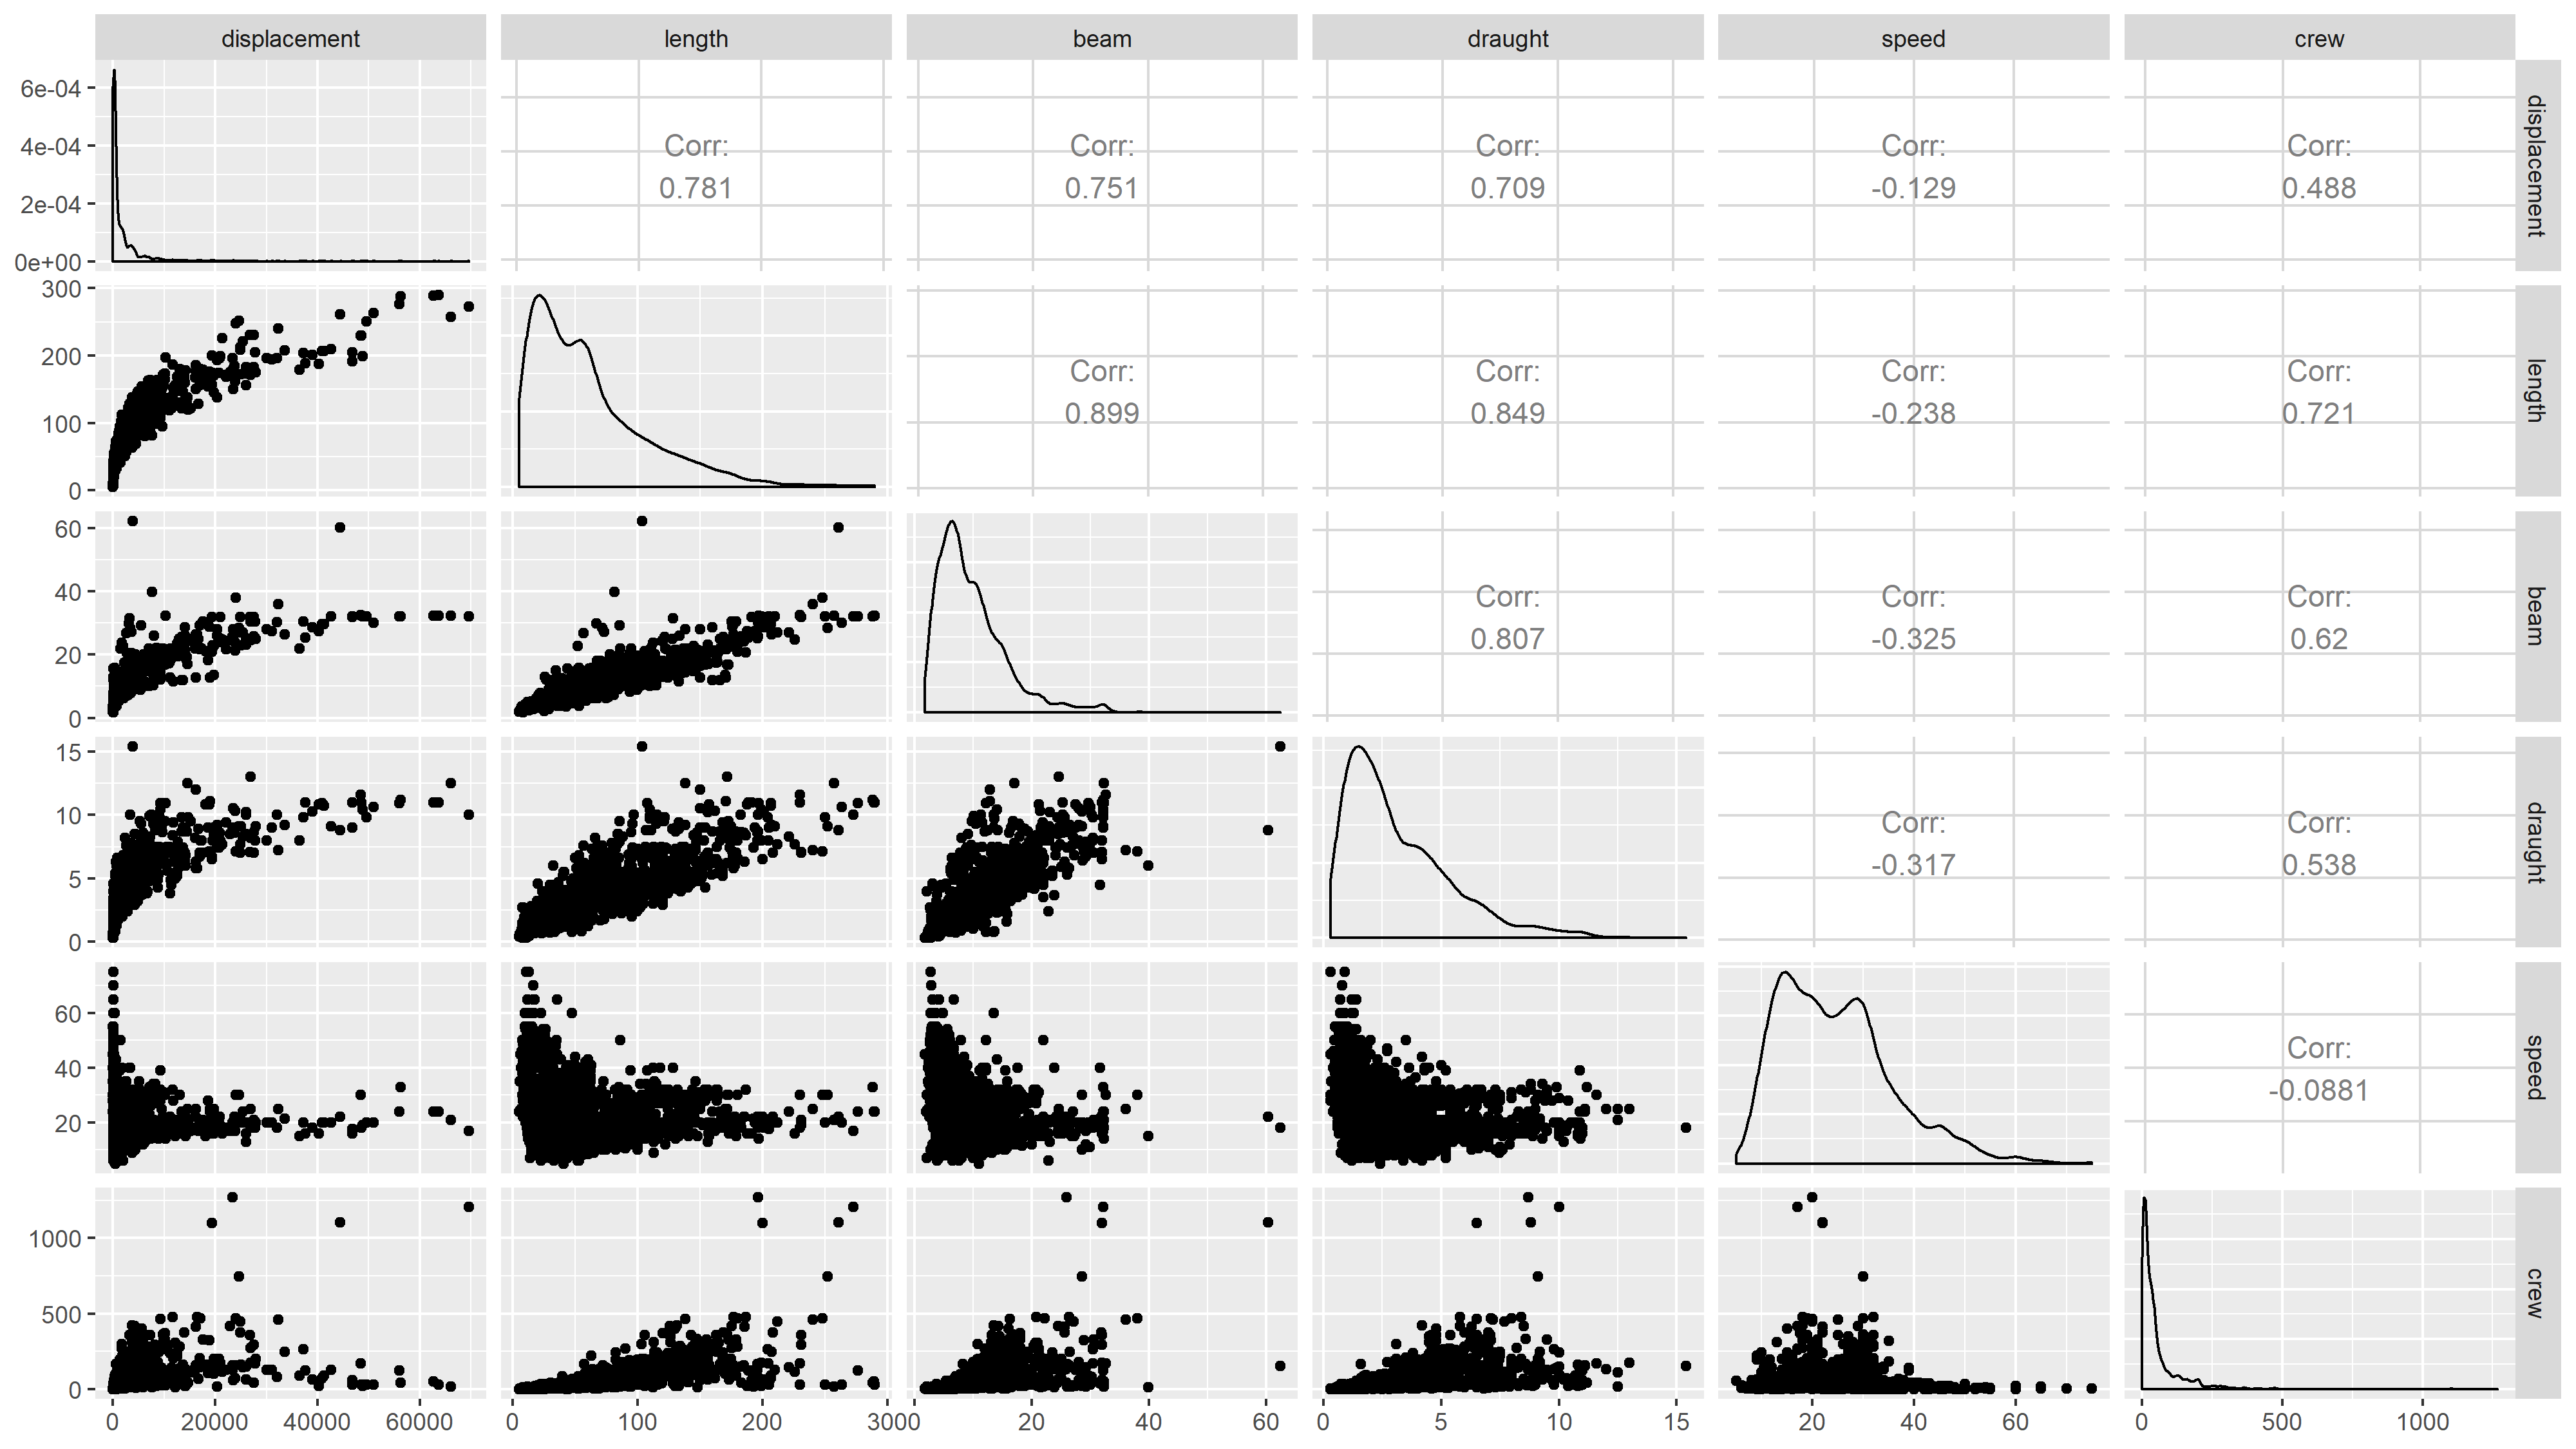 displacement
length
beam
draught
speed
crew
6e-04
4e-04
2e-04
0e+00
Corr:
0.781
Corr:
0.751
Corr:
0.709
Corr:
-0.129
Corr:
0.488
displacement
300
200
100
0
Corr:
0.899
Corr:
0.849
Corr:
-0.238
Corr:
0.721
length
60
40
20
0
Corr:
0.807
Corr:
-0.325
Corr:
0.62
beam
15
10
5
0
Corr:
-0.317
Corr:
0.538
draught
60
40
20
Corr:
-0.0881
speed
1000
500
0
crew
0 20000 40000 60000
0 100 200 300
0 20 40 60
0 5 10 15
20 40 60
0 500 1000